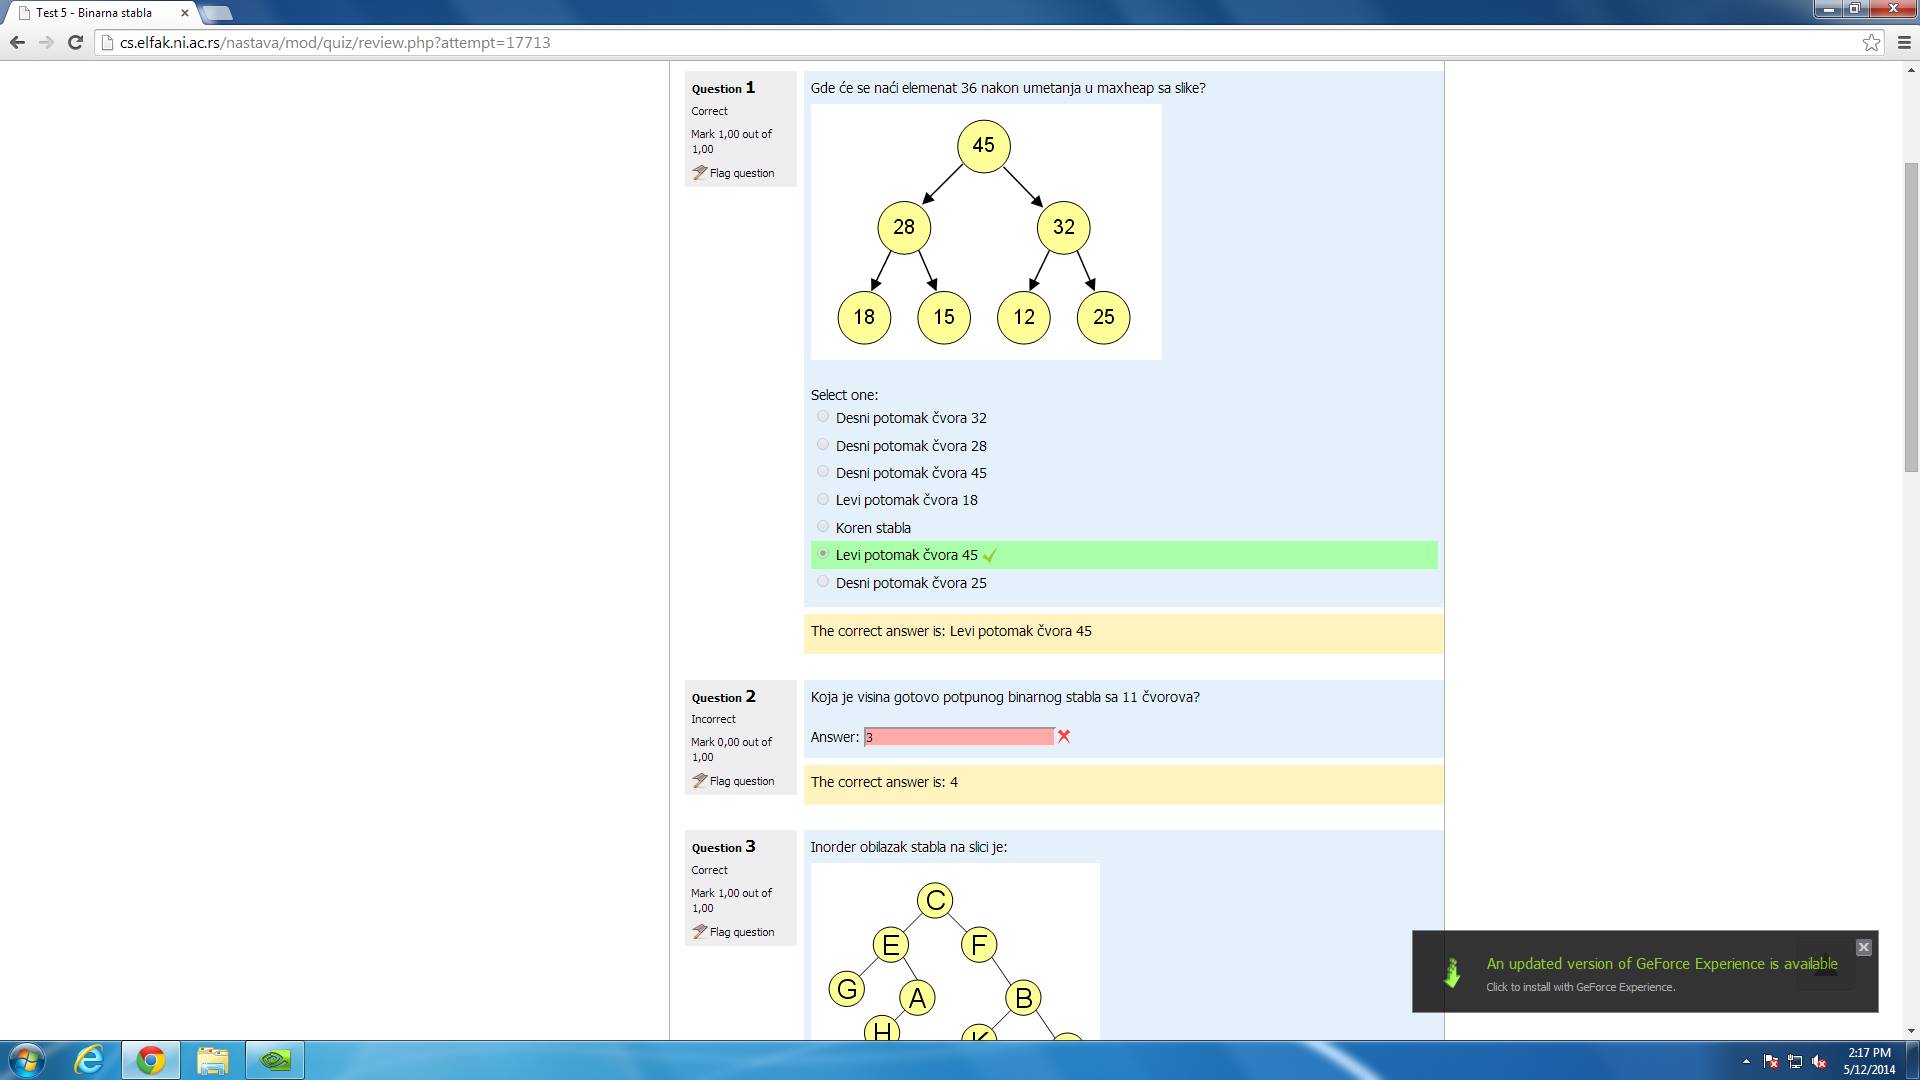 Test 5 - Binarna stabla
cs.elfak.ni.ac.rs/nastava/mod/quiz/review.php?attempt=17713
Question 1
Correct
Mark 1,00 out of
1,00
Flag question
Gde će se naći elemenat 36 nakon umetanja u maxheap sa slike?
45
28 32
18 15 12 25
Select one:
Desni potomak čvora 32
Desni potomak čvora 28
Desni potomak čvora 45
Levi potomak čvora 18
Koren stabla
Levi potomak čvora 45
Desni potomak čvora 25
The correct answer is: Levi potomak čvora 45
Question 2
Incorrect
Mark 0,00 out of
1,00
Flag question
Koja je visina gotovo potpunog binarnog stabla sa 11 čvorova?
Answer: 3
The correct answer is: 4
Question 3
Correct
Mark 1,00 out of
1,00
Flag question
Inorder obilazak stabla na slici je:
C
E F
G A B
H K
An updated version of GeForce Experience is available
Click to install with GeForce Experience.
2:17 PM
5/12/2014